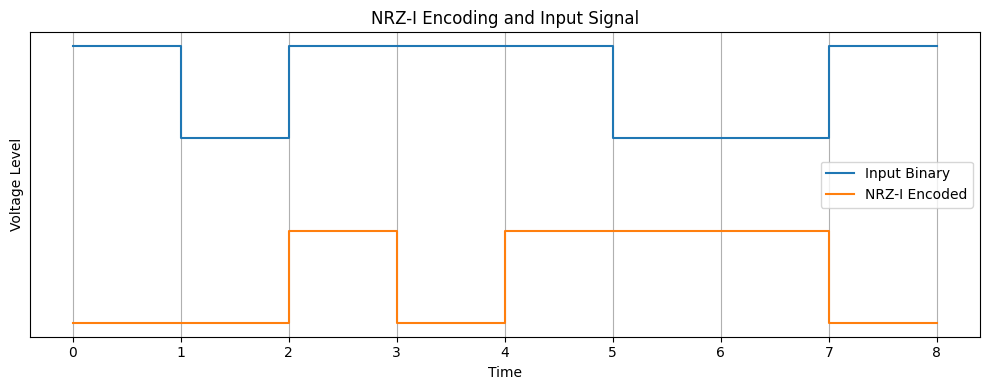 NRZ-I Encoding and Input Signal
Voltage Level
Input Binary
NRZ-I Encoded
0 1 2 3 4 5 6 7 8
Time